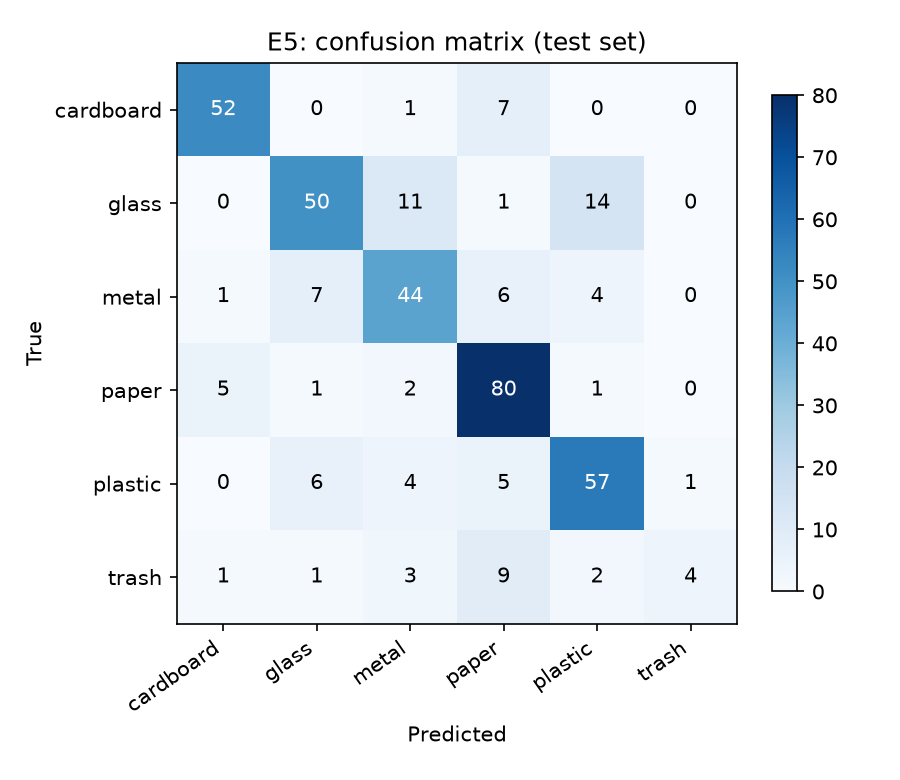 E5: confusion matrix (test set)
cardboard 52 0 1 7 0 0
glass 0 50 11 1 14 0
metal 1 7 44 6 4 0
paper 5 1 2 80 1 0
plastic 0 6 4 5 57 1
trash 1 1 3 9 2 4
True
cardboard glass metal paper plastic trash
Predicted
80
70
60
50
40
30
20
10
0